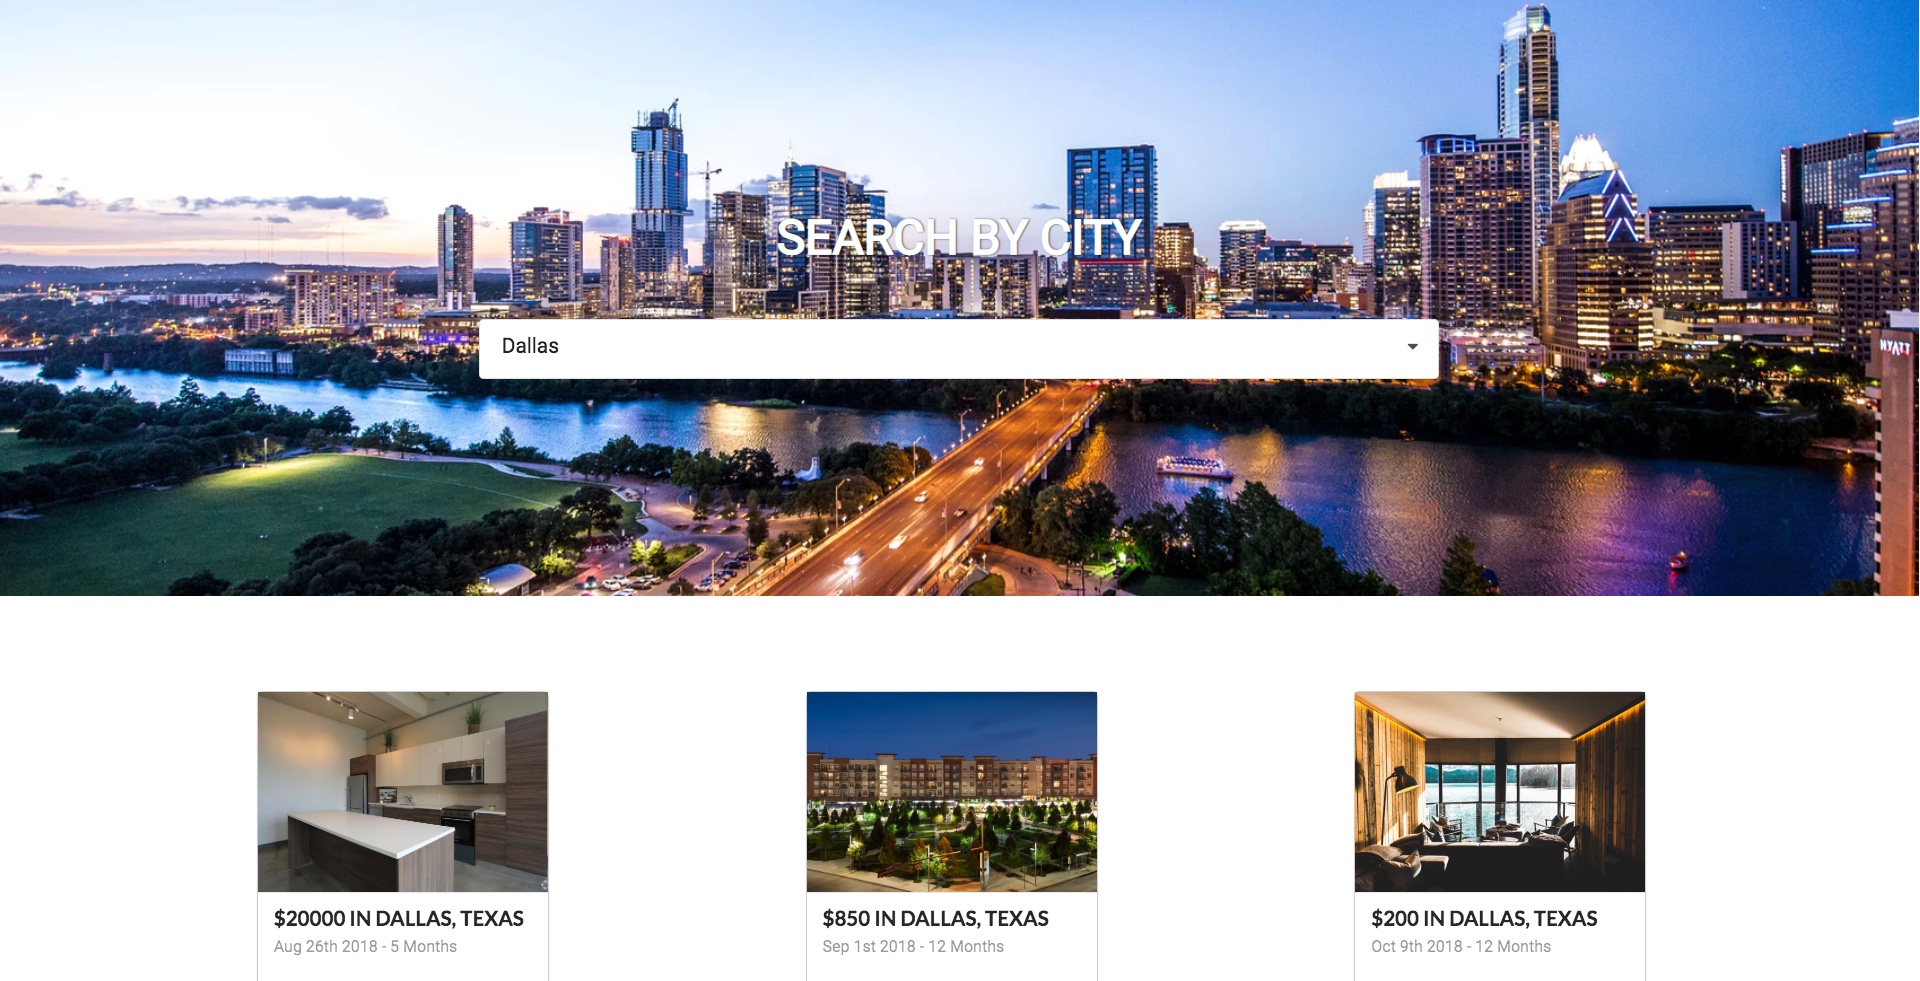 SEARCH BY CITY
HYATT
Dallas
$20000 IN DALLAS, TEXAS
Aug 26th 2018 - 5 Months
$850 IN DALLAS, TEXAS
Sep 1st 2018 - 12 Months
$200 IN DALLAS, TEXAS
Oct 9th 2018 - 12 Months